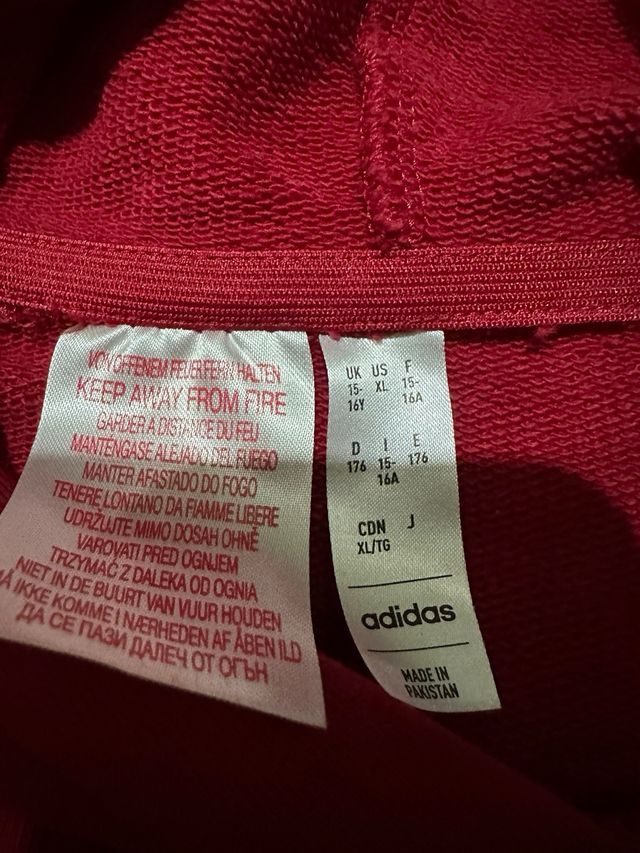 VON OFFENEM FEUER FERN HALTEN
KEEP AWAY FROM FIRE
GARDER À DISTANCE DU FEU
MANTÉNGASE ALEJADO DEL FUEGO
MANTER AFASTADO DO FOGO
TENERE LONTANO DA FIAMME LIBERE
UDRŽUJTE MIMO DOSAH OHNĚ
VAROVATI PRED OGNJEM
TRZYMAĆ Z DALEKA OD OGNIA
NIET IN DE BUURT VAN VUUR HOUDEN
MÅ IKKE KOMME I NÆRHEDEN AF ÅBEN ILD
ДА СЕ ПАЗИ ДАЛЕЧ ОТ ОГЪН
UK US F
15- XL 15-
16Y 16A
D I E
176 15- 176
16A
CDN J
XL/TG
adidas
MADE IN
PAKISTAN